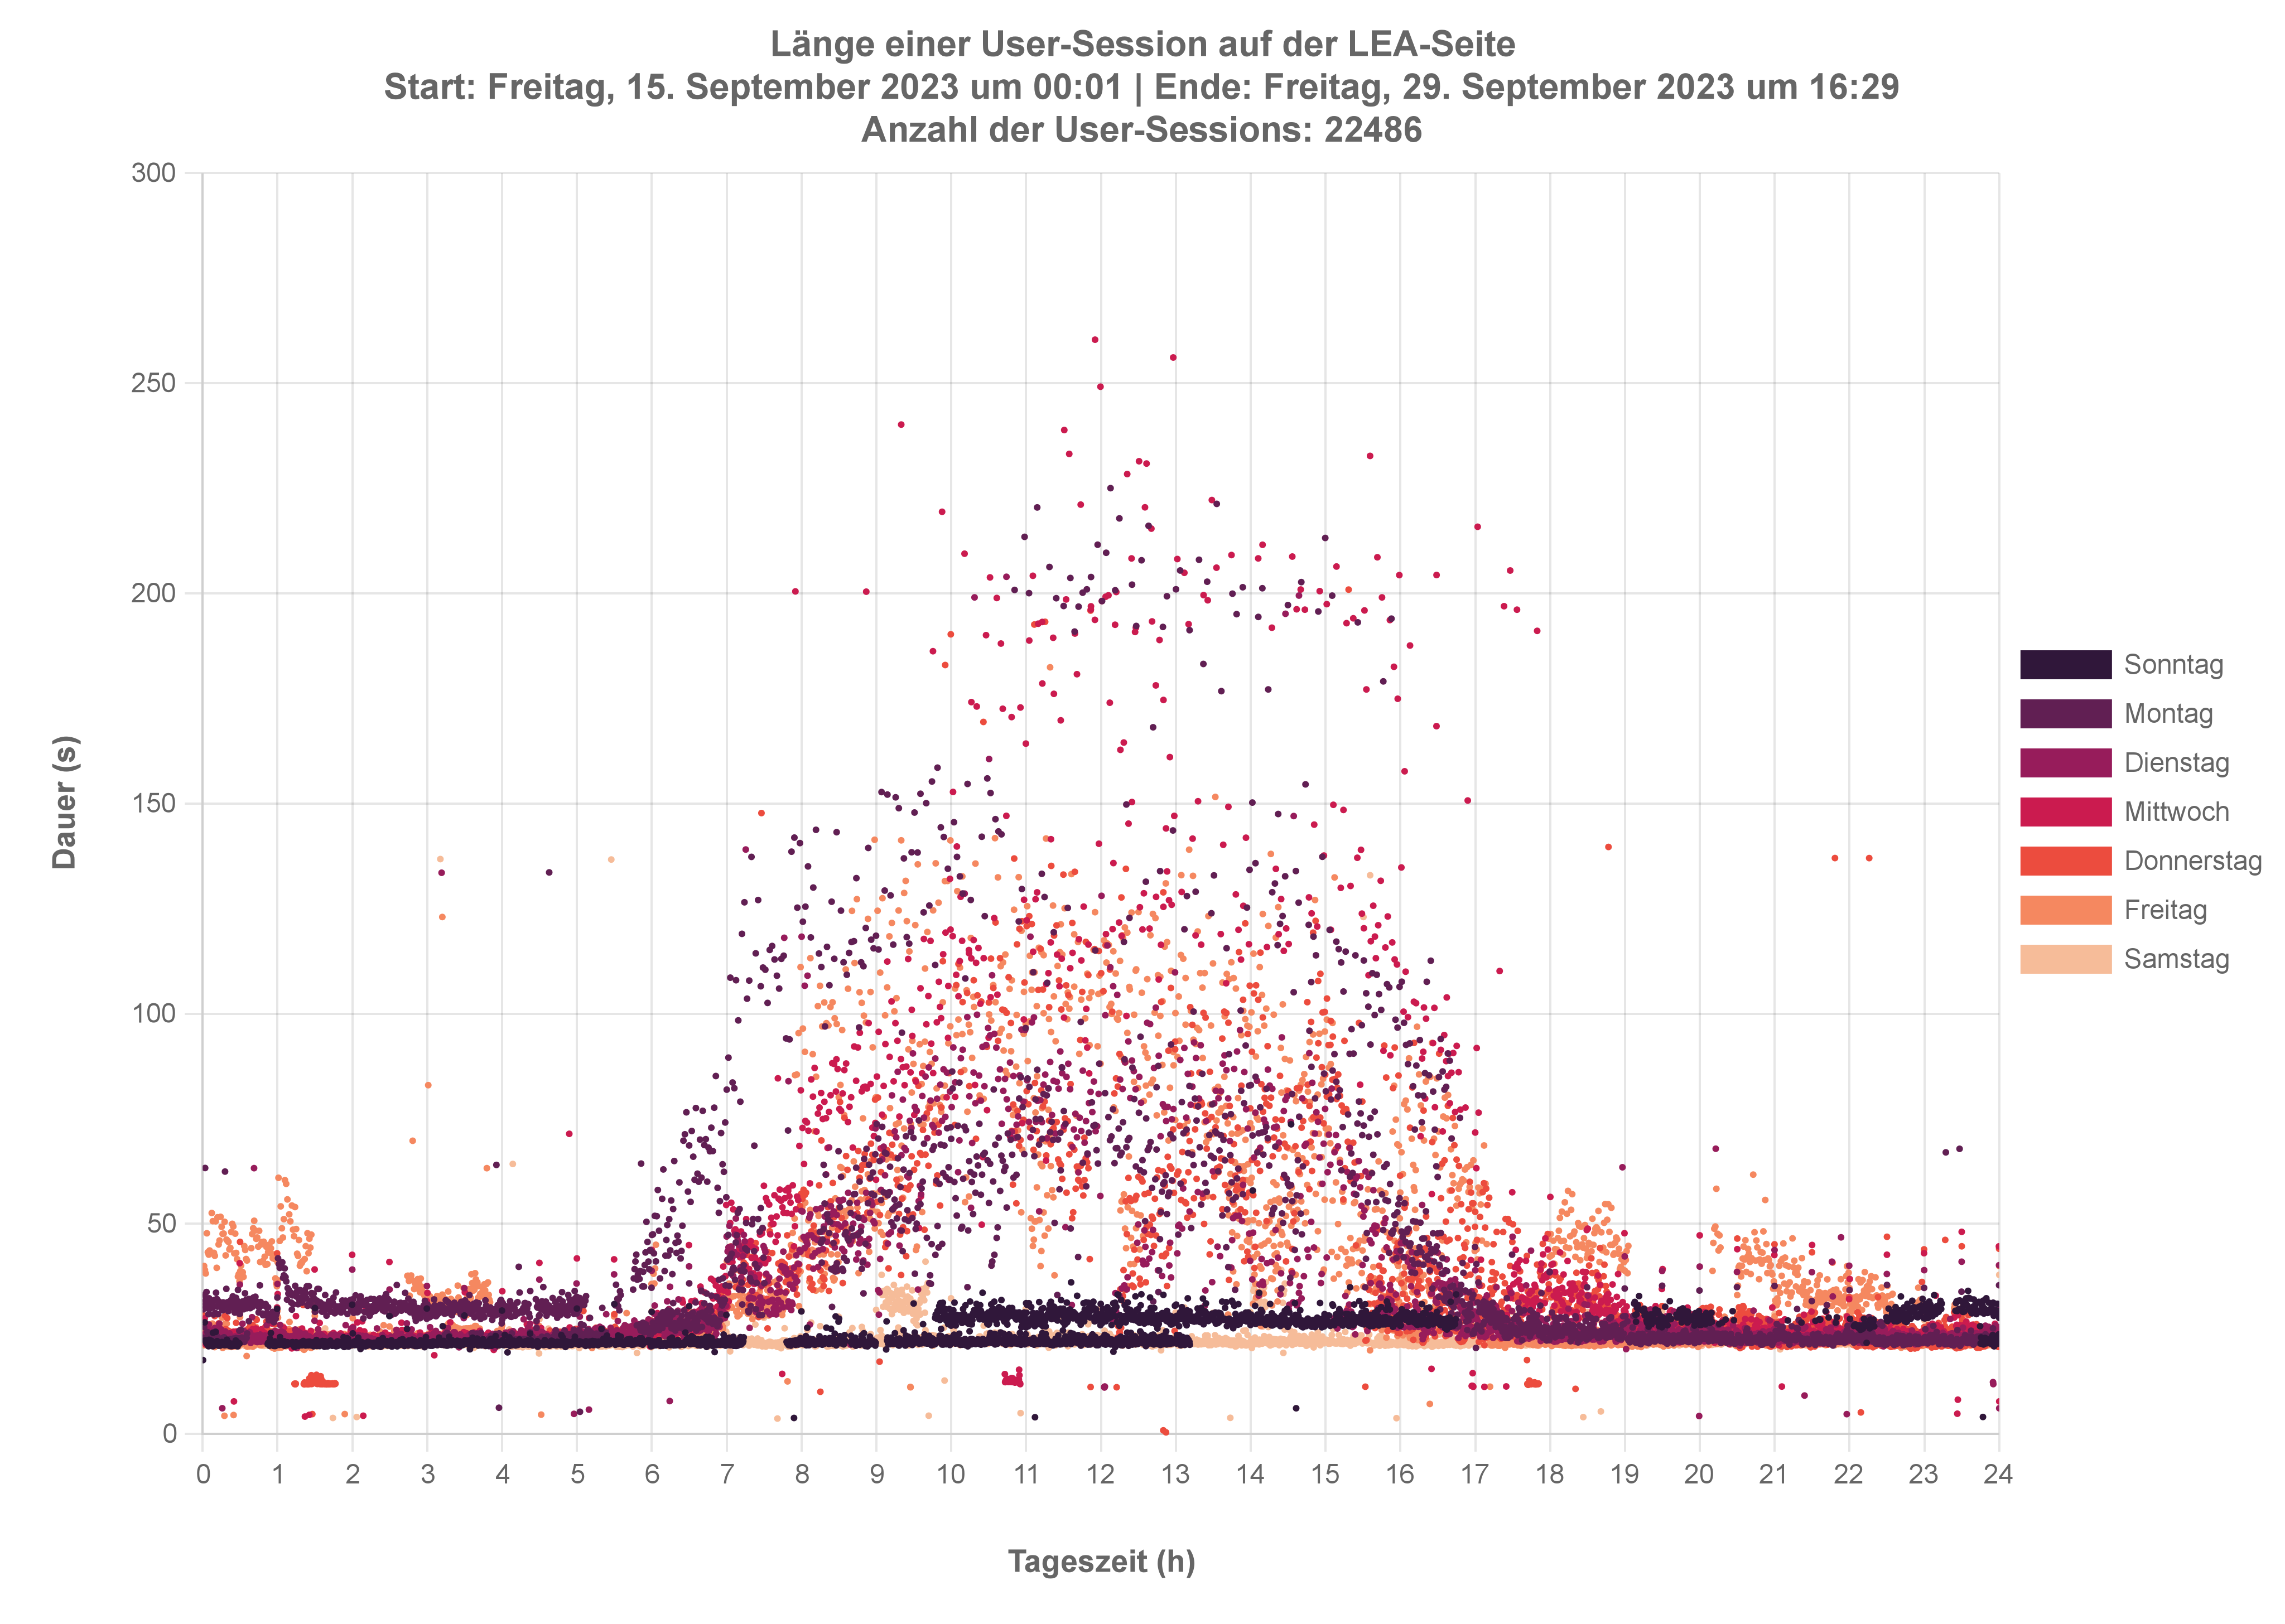 Länge einer User-Session auf der LEA-Seite
Start: Freitag, 15. September 2023 um 00:01 | Ende: Freitag, 29. September 2023 um 16:29
Anzahl der User-Sessions: 22486
300
250
200
150
100
50
0
Dauer (s)
0 1 2 3 4 5 6 7 8 9 10 11 12 13 14 15 16 17 18 19 20 21 22 23 24
Tageszeit (h)
Sonntag
Montag
Dienstag
Mittwoch
Donnerstag
Freitag
Samstag